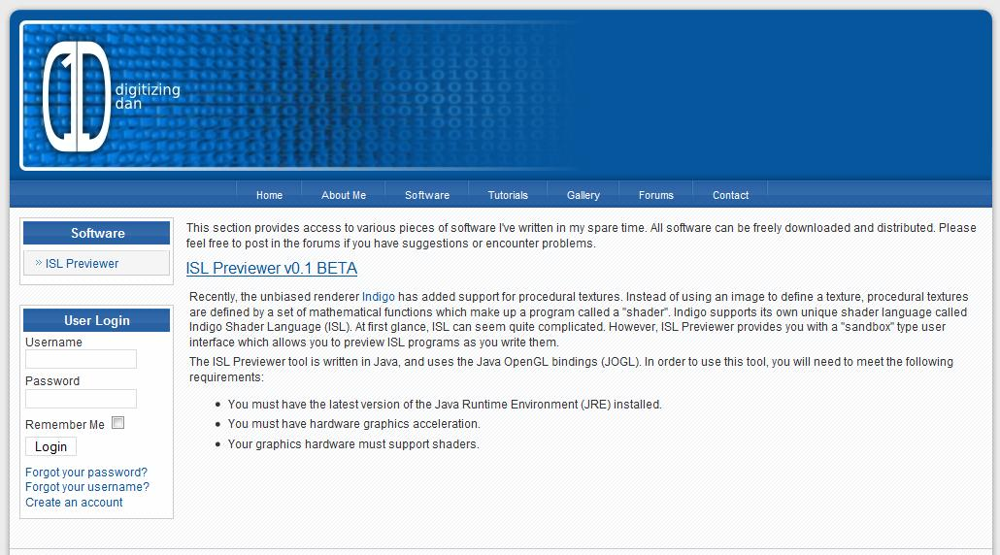 digitizing
dan
Home About Me Software Tutorials Gallery Forums Contact
Software
ISL Previewer
User Login
Username
Password
Remember Me
Login
Forgot your password?
Forgot your username?
Create an account
This section provides access to various pieces of software I've written in my spare time. All software can be freely downloaded and distributed. Please
feel free to post in the forums if you have suggestions or encounter problems.
ISL Previewer v0.1 BETA
Recently, the unbiased renderer Indigo has added support for procedural textures. Instead of using an image to define a texture, procedural textures
are defined by a set of mathematical functions which make up a program called a "shader". Indigo supports its own unique shader language called
Indigo Shader Language (ISL). At first glance, ISL can seem quite complicated. However, ISL Previewer provides you with a "sandbox" type user
interface which allows you to preview ISL programs as you write them.
The ISL Previewer tool is written in Java, and uses the Java OpenGL bindings (JOGL). In order to use this tool, you will need to meet the following
requirements:
You must have the latest version of the Java Runtime Environment (JRE) installed.
You must have hardware graphics acceleration.
Your graphics hardware must support shaders.